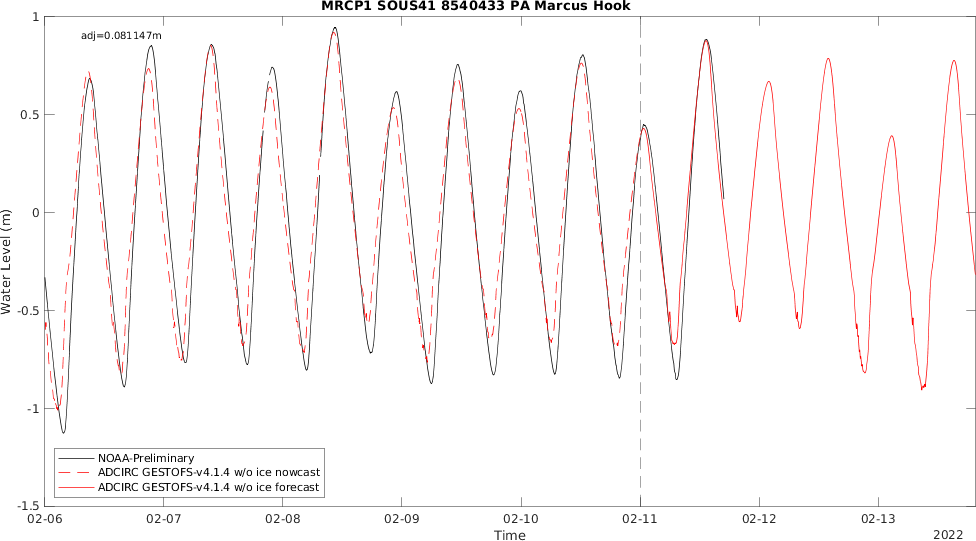 MRCP1 SOUS41 8540433 PA Marcus Hook
adj=0.081147m
1
0.5
0
-0.5
-1
-1.5
Water Level (m)
NOAA-Preliminary
ADCIRC GESTOFS-v4.1.4 w/o ice nowcast
ADCIRC GESTOFS-v4.1.4 w/o ice forecast
02-06 02-07 02-08 02-09 02-10 02-11 02-12 02-13
Time
2022